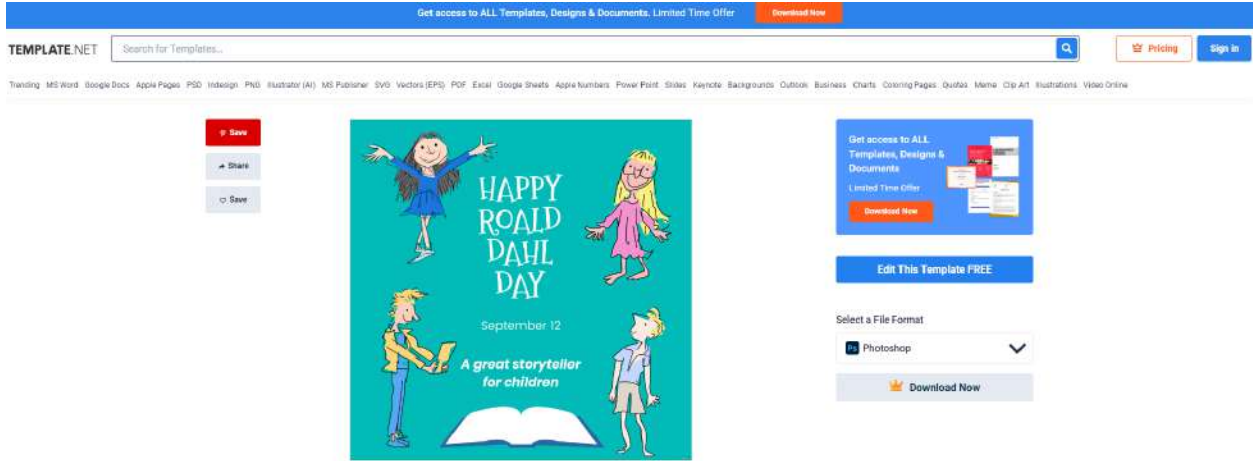 Get access to ALL Templates, Designs & Documents. Limited Time Offer Download Now
TEMPLATE.NET Search for Templates... Pricing Sign in
Trending MS Word Google Docs Apple Pages PSD Indesign PNG Illustrator (AI) MS Publisher SVG Vectors (EPS) PDF Excel Google Sheets Apple Numbers Power Point Slides Keynote Backgrounds Outlook Business Charts Coloring Pages Quotes Meme Clip Art Illustrations Video Online
Save
Share
Save
HAPPY
ROALD
DAHL
DAY
September 12
A great storyteller
for children
Get access to ALL
Templates, Designs &
Documents
Limited Time Offer
Download Now
Edit This Template FREE
Select a File Format
Ps Photoshop
Download Now